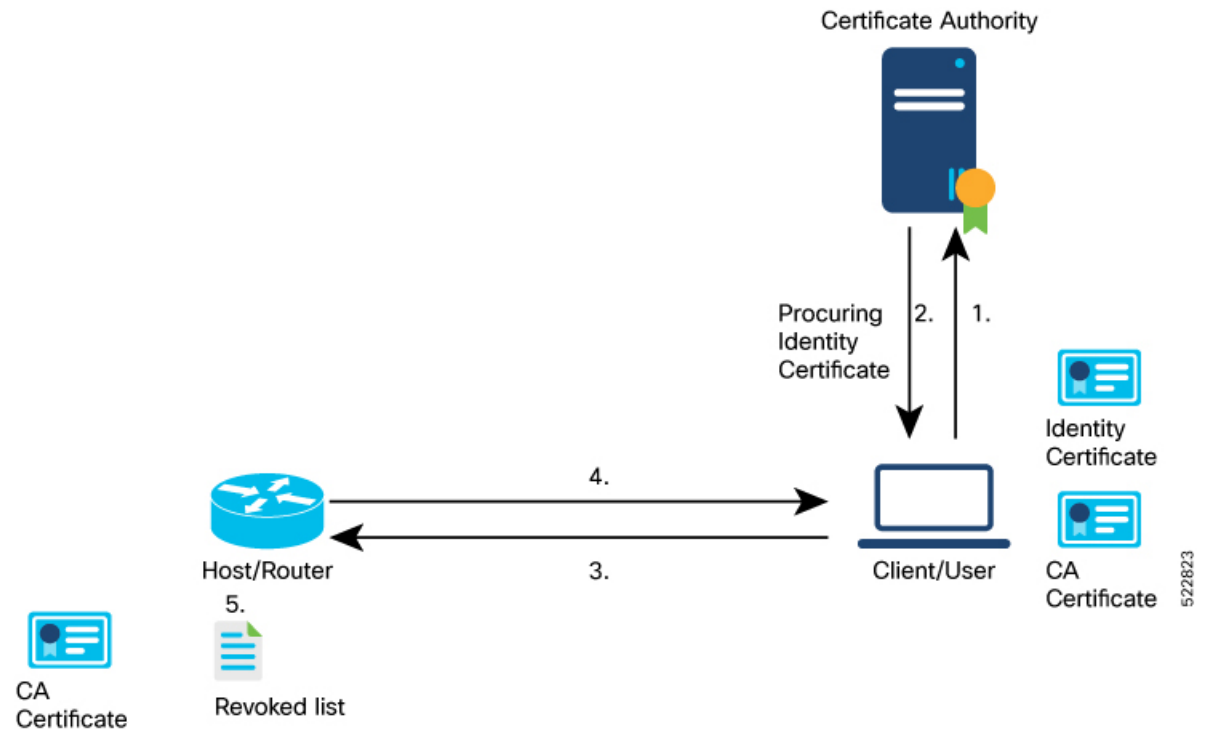 Certificate Authority
Procuring
Identity
Certificate
2.
1.
Identity
Certificate
4.
Host/Router
3.
Client/User
CA
Certificate
522823
5.
CA
Certificate
Revoked list